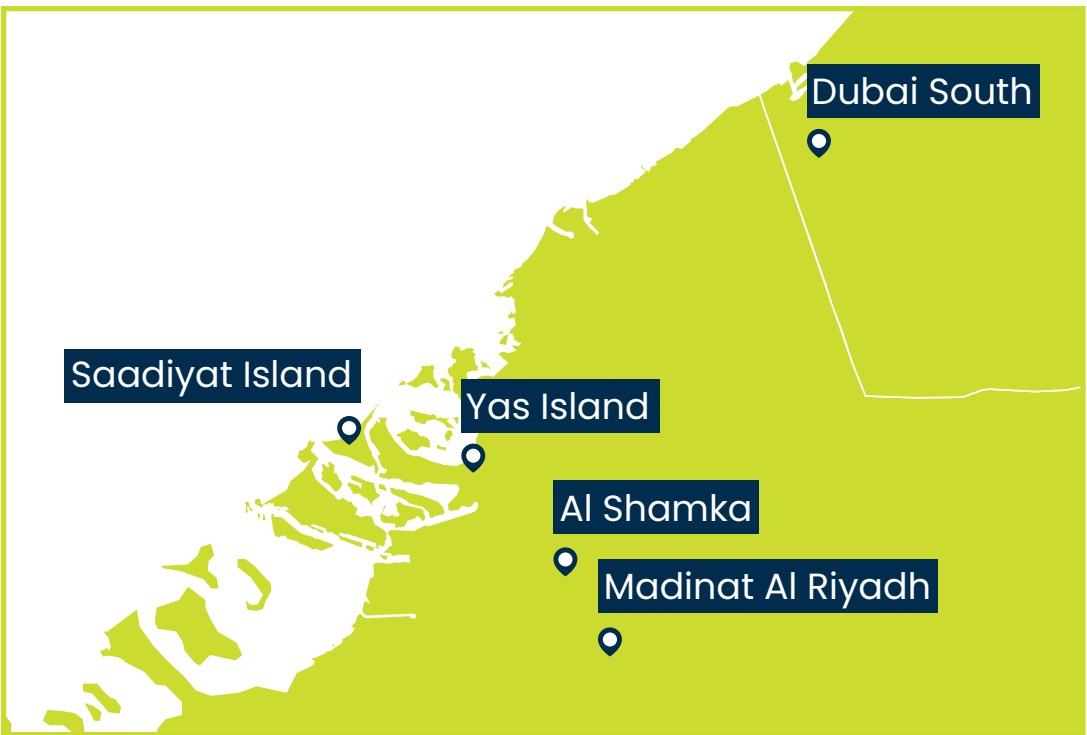 Dubai South
Saadiyat Island
Yas Island
Al Shamka
Madinat Al Riyadh